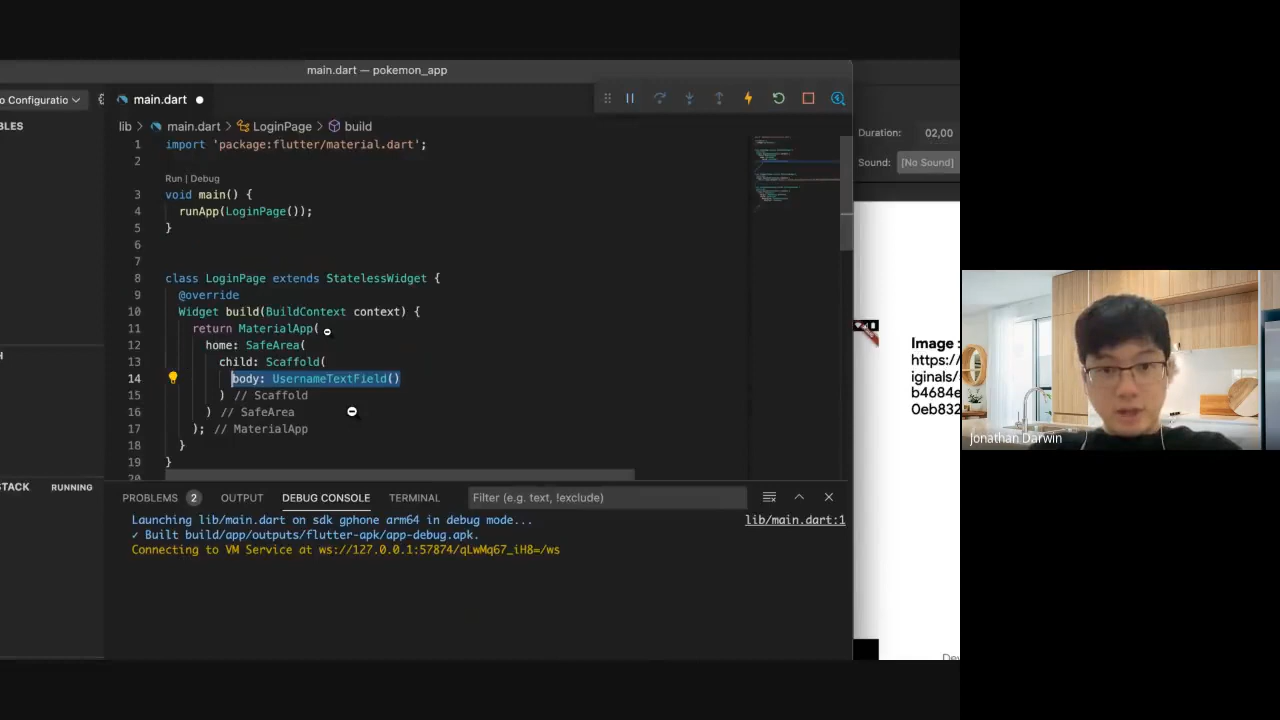 main.dart — pokemon_app
o Configuratio
main.dart
BLES
lib > main.dart > LoginPage > build
1 import 'package:flutter/material.dart';
2
Run | Debug
3 void main() {
4 runApp(LoginPage());
5 }
6
7
8 class LoginPage extends StatelessWidget {
9 @override
10 Widget build(BuildContext context) {
11 return MaterialApp(
12 home: SafeArea(
13 child: Scaffold(
14 body: UsernameTextField()
15 ) // Scaffold
16 ) // SafeArea
17 ); // MaterialApp
18 }
19 }
20
H
STACK RUNNING
PROBLEMS 2 OUTPUT DEBUG CONSOLE TERMINAL Filter (e.g. text, !exclude)
Launching lib/main.dart on sdk gphone arm64 in debug mode... lib/main.dart:1
✓ Built build/app/outputs/flutter-apk/app-debug.apk.
Connecting to VM Service at ws://127.0.0.1:57874/qLwMq67_iH8=/ws
Duration: 02,00
Sound: [No Sound]
Image :
https:/
iginals/
b4684e
0eb832
De
Jonathan Darwin